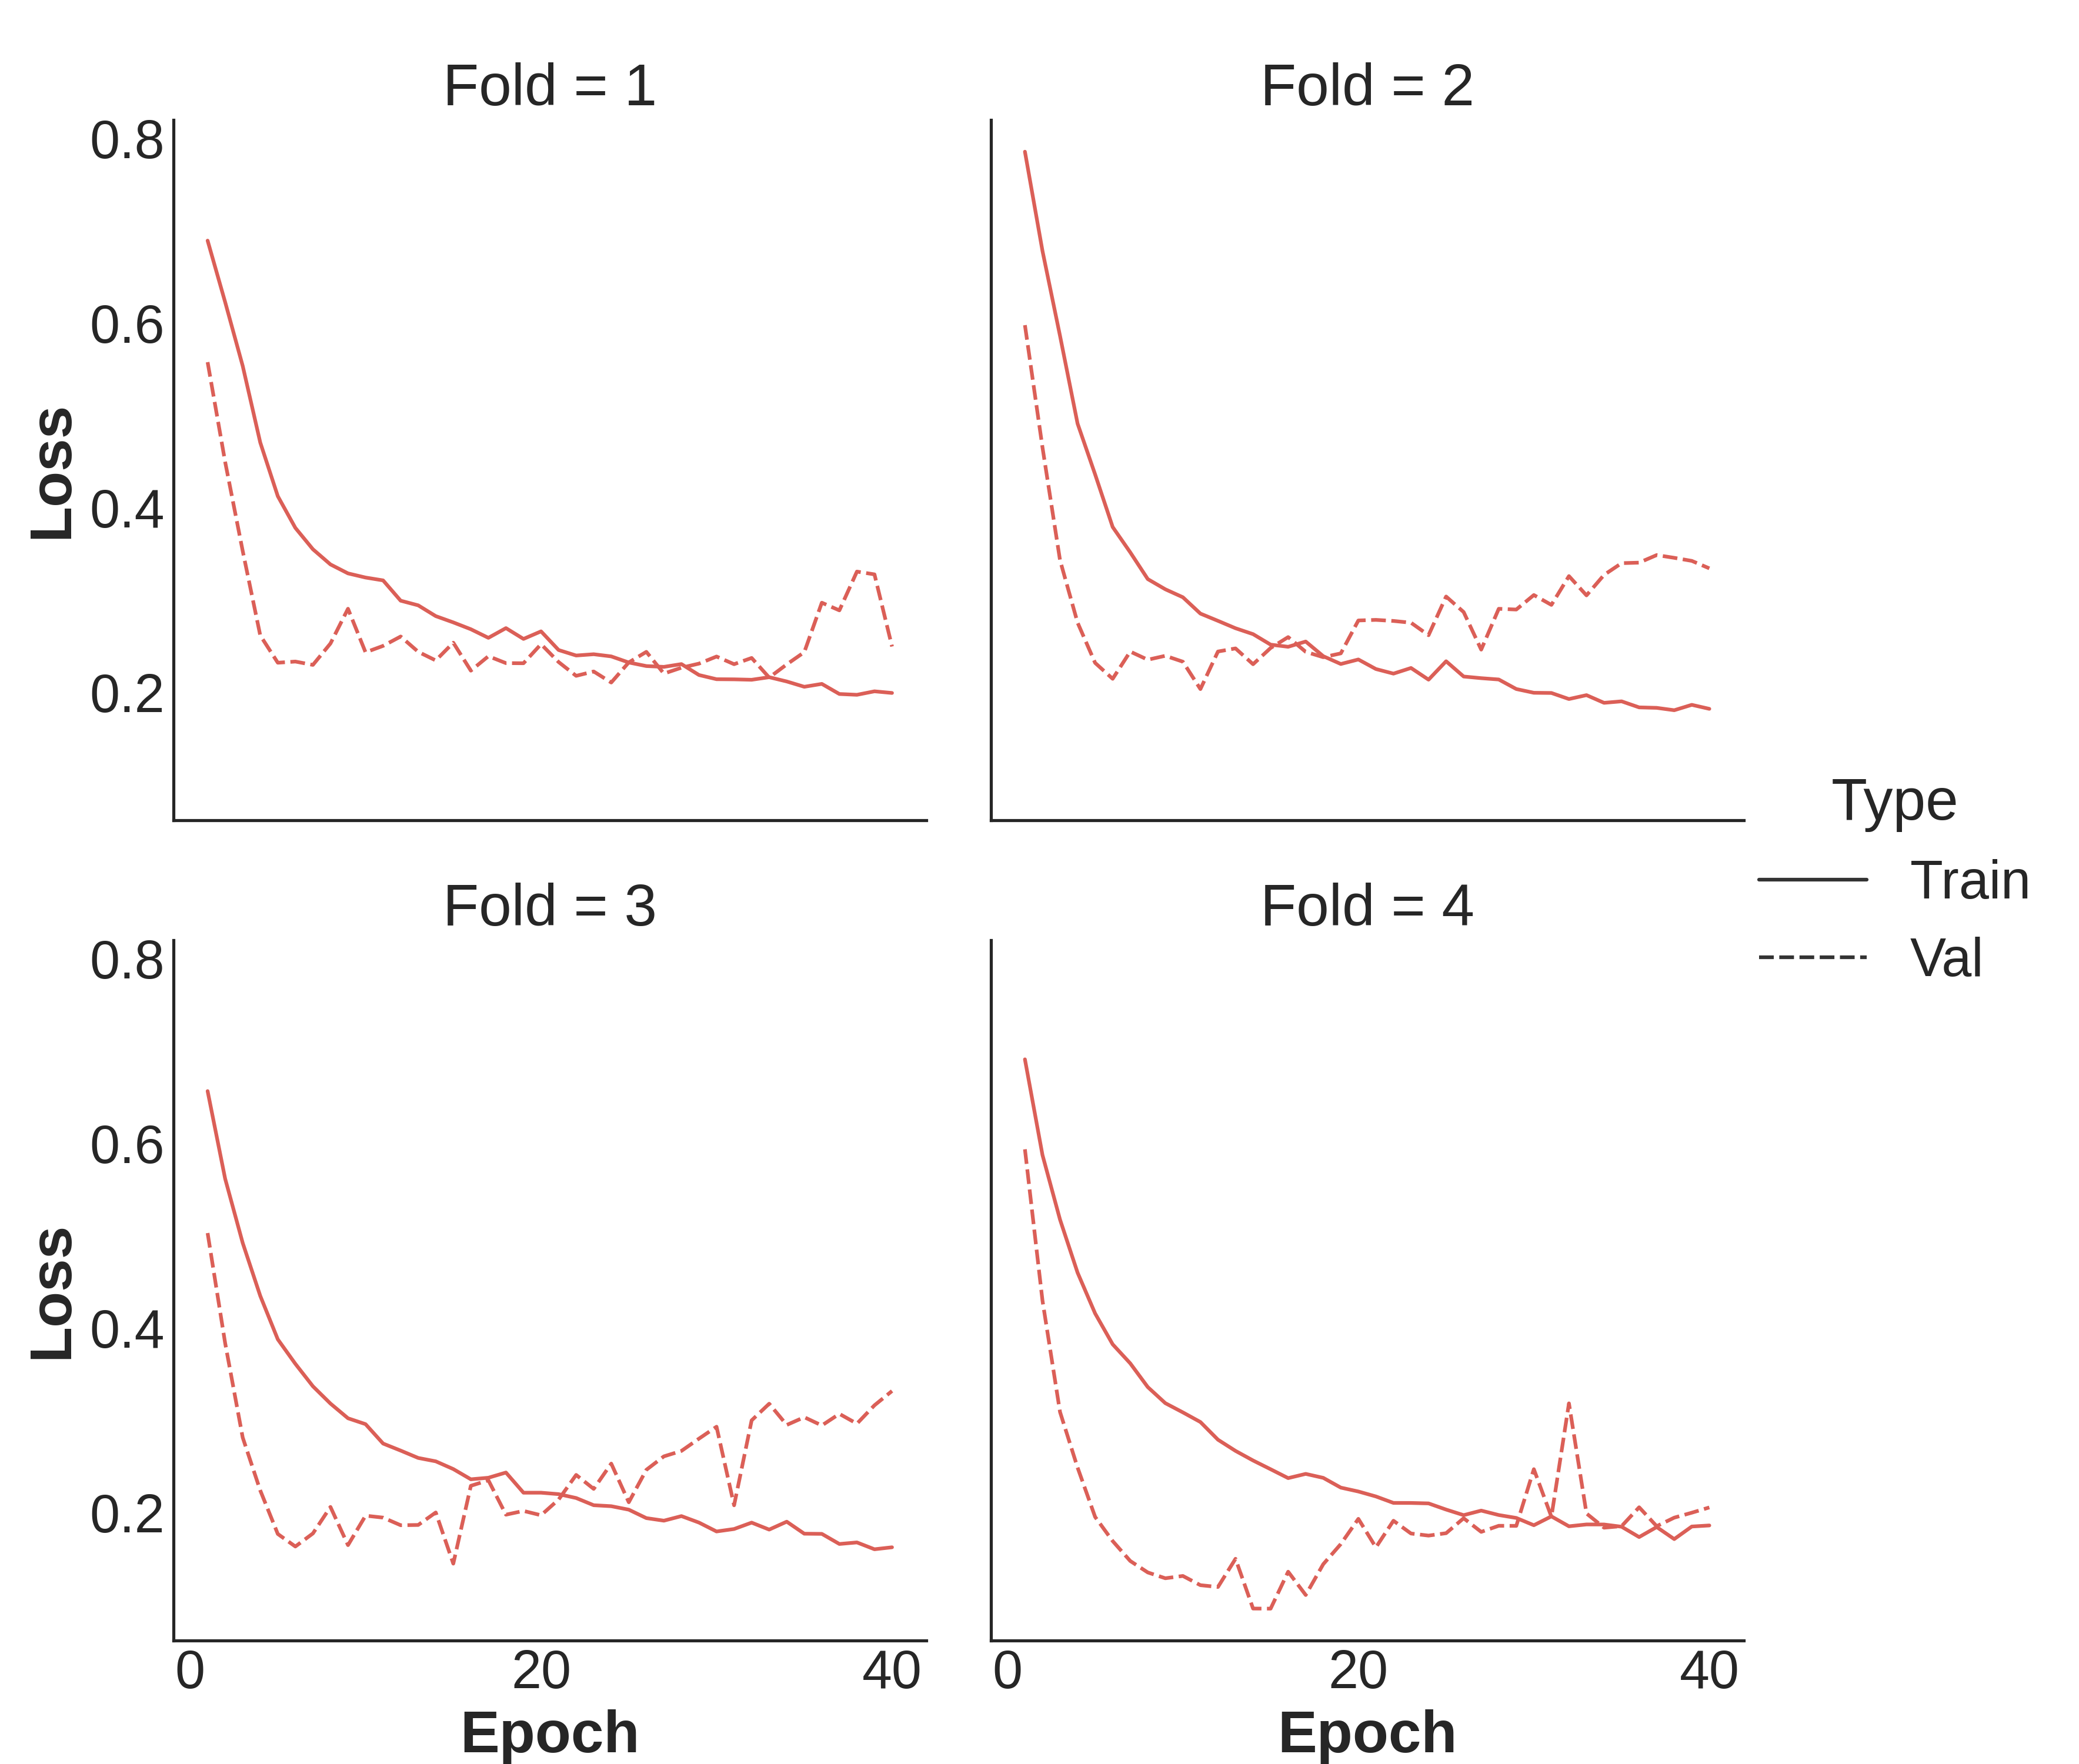 Fold = 1
Fold = 2
0.8
0.6
0.4
0.2
Loss
Type
Train
Val
Fold = 3
Fold = 4
0.8
0.6
0.4
0.2
Loss
0 20 40
0 20 40
Epoch
Epoch